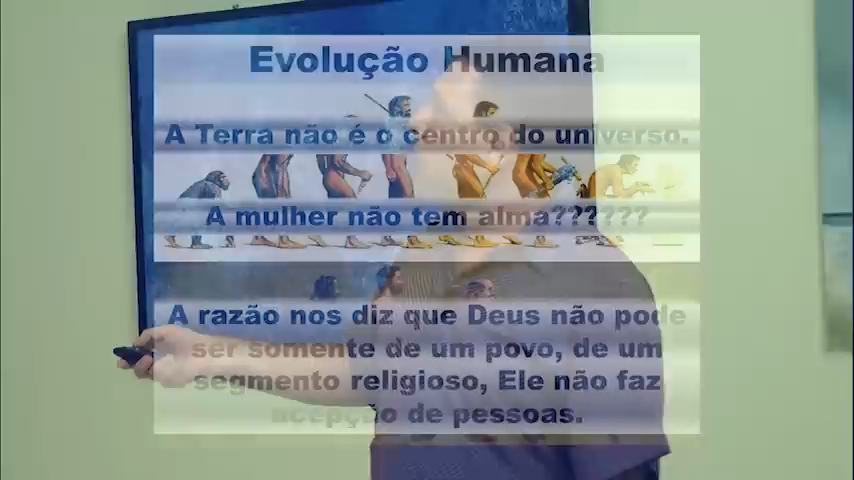 Evolução Humana
A Terra não é o centro do universo.
A mulher não tem alma??????
A razão nos diz que Deus não pode
ser somente de um povo, de um
segmento religioso, Ele não faz
acepção de pessoas.